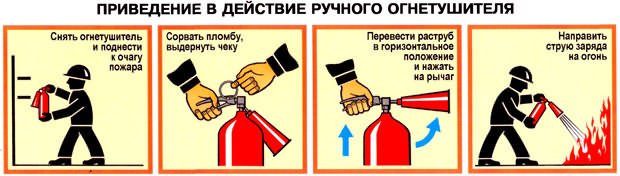 ПРИВЕДЕНИЕ В ДЕЙСТВИЕ РУЧНОГО ОГНЕТУШИТЕЛЯ
Снять огнетушитель
и поднести
к очагу
пожара
Сорвать пломбу,
выдернуть чеку
Перевести раструб
в горизонтальное
положение
и нажать
на рычаг
Направить
струю заряда
на огонь